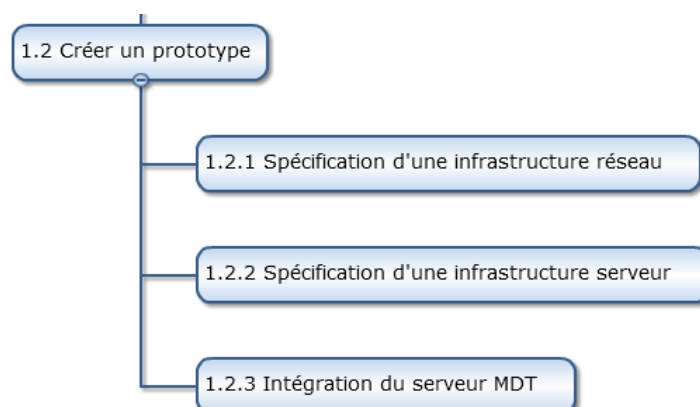 1.2 Créer un prototype
1.2.1 Spécification d'une infrastructure réseau
1.2.2 Spécification d'une infrastructure serveur
1.2.3 Intégration du serveur MDT